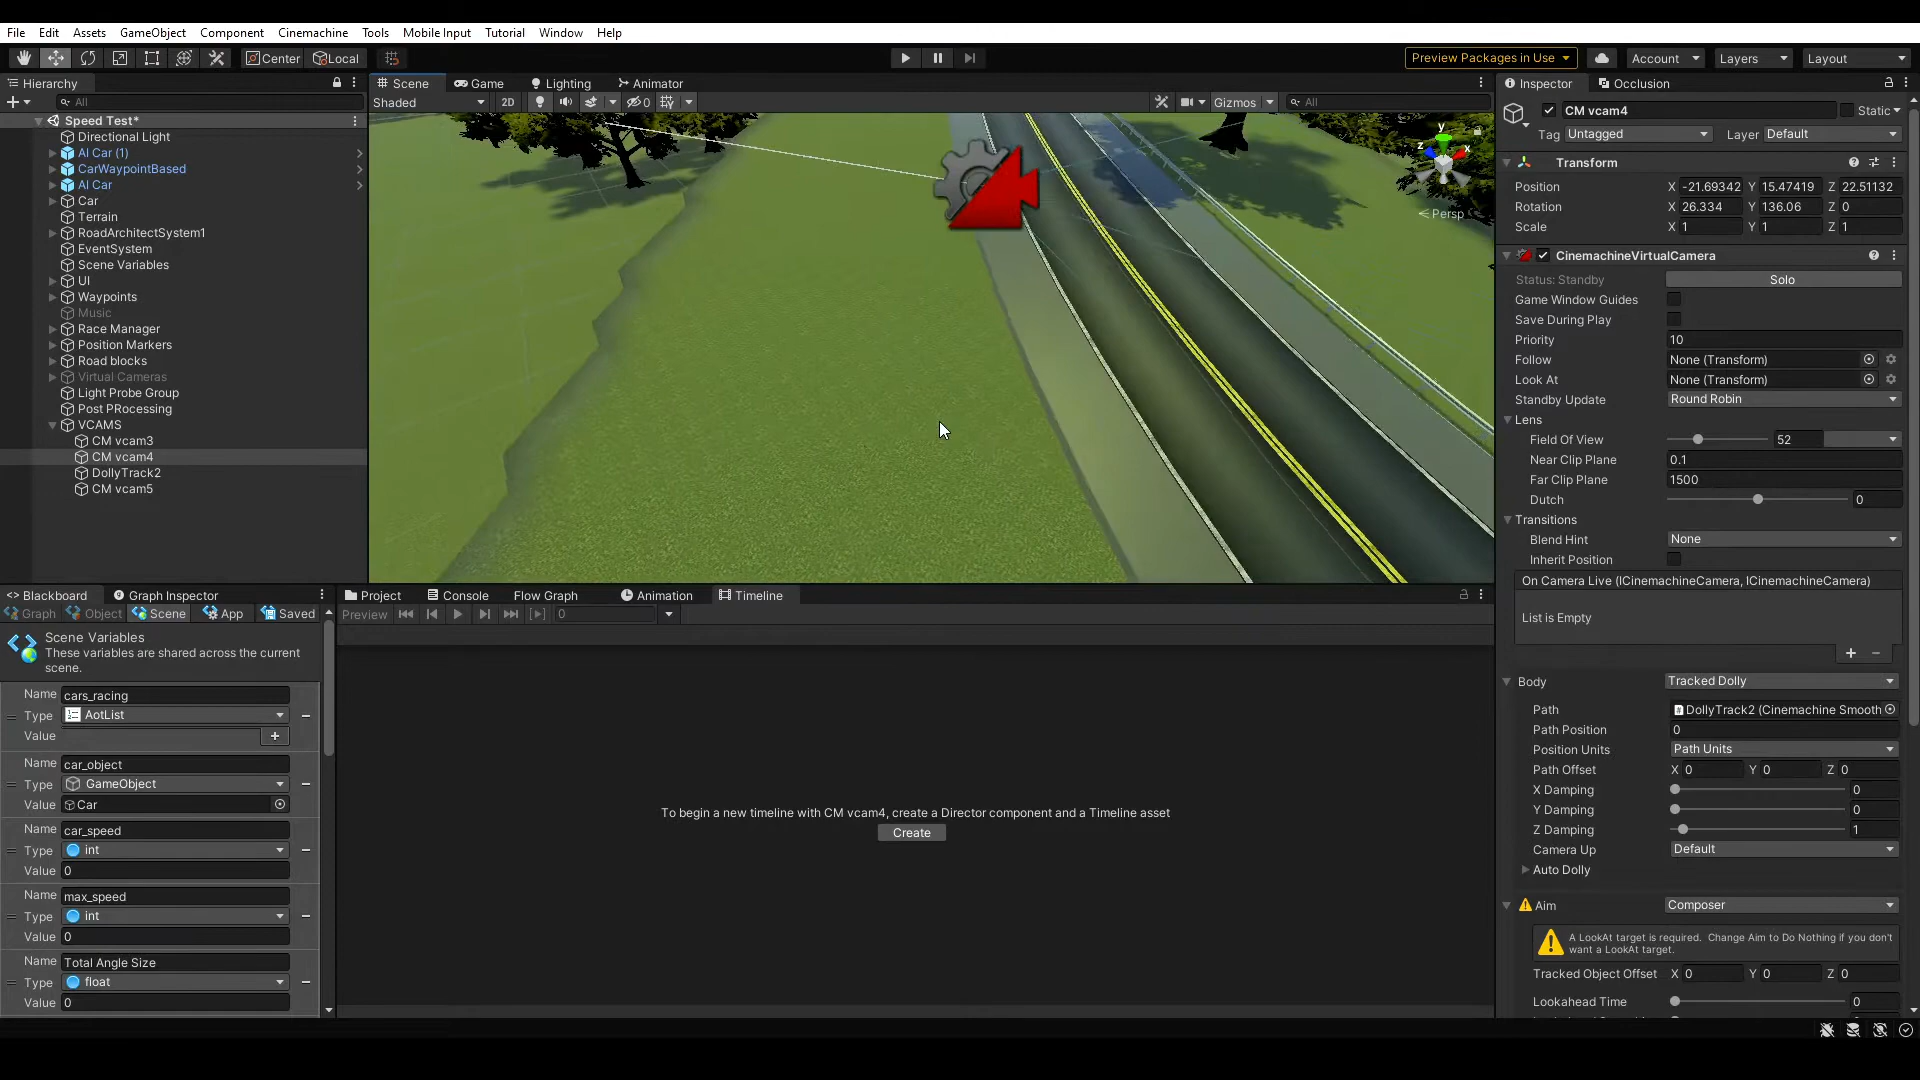 File Edit Assets GameObject Component Cinemachine Tools Mobile Input Tutorial Window Help
Center Local Preview Packages in Use Account Layers Layout
Hierarchy Scene Game Lighting Animator Inspector Occlusion
All Shaded 2D 0 Gizmos All CM vcam4 Static
Tag Untagged Layer Default
Speed Test*
Directional Light
AI Car (1)
CarWaypointBased
AI Car
Car
Terrain
RoadArchitectSystem1
EventSystem
Scene Variables
UI
Waypoints
Music
Race Manager
Position Markers
Road blocks
Virtual Cameras
Light Probe Group
Post PRocessing
VCAMS
CM vcam3
CM vcam4
DollyTrack2
CM vcam5
y
z x
Persp
Transform
Position X -21.69342 Y 15.47419 Z 22.51132
Rotation X 26.334 Y 136.06 Z 0
Scale X 1 Y 1 Z 1
CinemachineVirtualCamera
Status: Standby Solo
Game Window Guides
Save During Play
Priority 10
Follow None (Transform)
Look At None (Transform)
Standby Update Round Robin
Lens
Field Of View 52
Near Clip Plane 0.1
Far Clip Plane 1500
Dutch 0
Transitions
Blend Hint None
Inherit Position
On Camera Live (ICinemachineCamera, ICinemachineCamera)
List is Empty
Body Tracked Dolly
Path DollyTrack2 (Cinemachine Smooth
Path Position 0
Position Units Path Units
Path Offset X 0 Y 0 Z 0
X Damping 0
Y Damping 0
Z Damping 1
Camera Up Default
Auto Dolly
Aim Composer
A LookAt target is required. Change Aim to Do Nothing if you don't
want a LookAt target.
Tracked Object Offset X 0 Y 0 Z 0
Lookahead Time 0
Blackboard Graph Inspector
Graph Object Scene App Saved
Scene Variables
These variables are shared across the current
scene.
Name cars_racing
Type AotList
Value
Name car_object
Type GameObject
Value Car
Name car_speed
Type int
Value 0
Name max_speed
Type int
Value 0
Name Total Angle Size
Type float
Value 0
Project Console Flow Graph Animation Timeline
Preview 0
To begin a new timeline with CM vcam4, create a Director component and a Timeline asset
Create